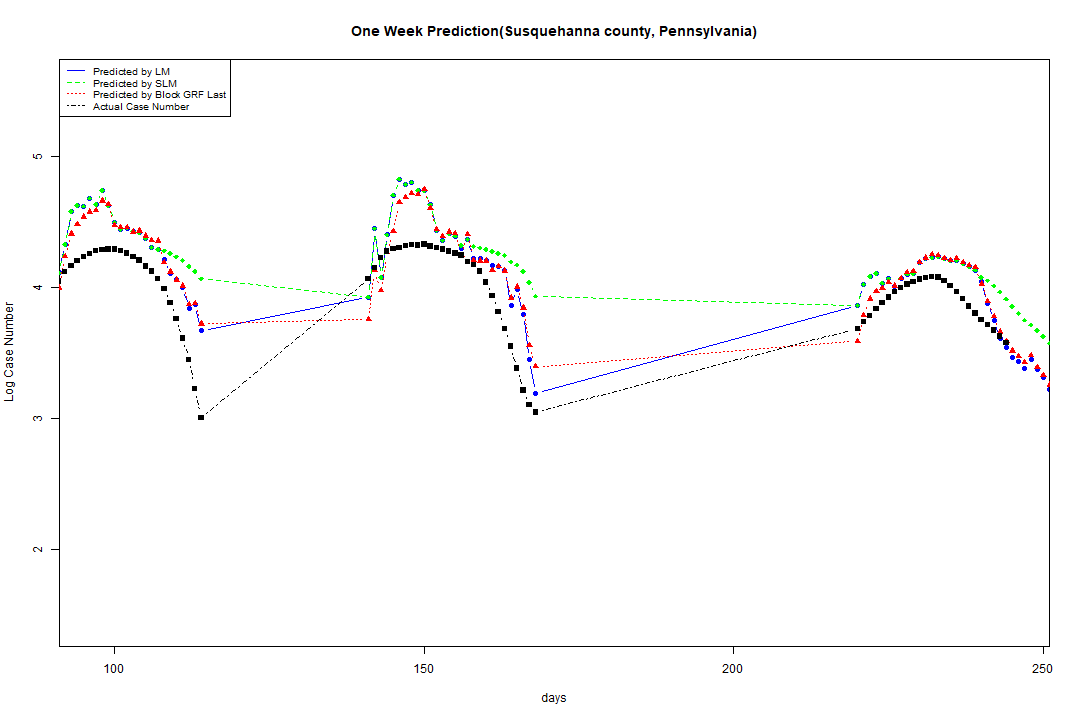 One Week Prediction(Susquehanna county, Pennsylvania)
Predicted by LM
Predicted by SLM
Predicted by Block GRF Last
Actual Case Number
5
4
3
2
Log Case Number
100
150
200
250
days